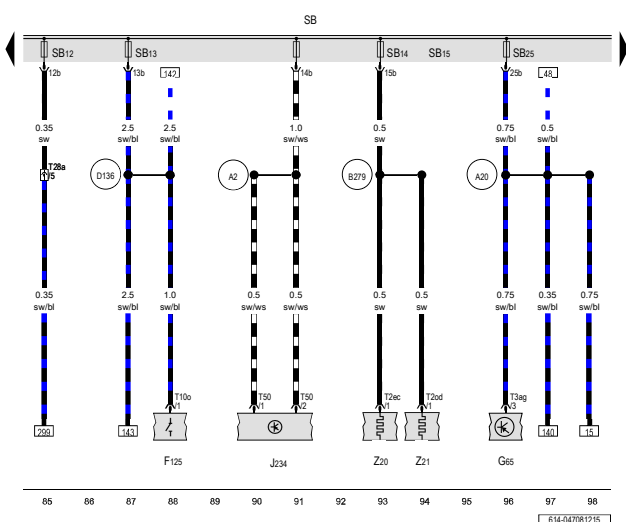 SB
SB12 SB13 SB14 SB15 SB25
12b 13b 142 14b 15b 25b 48
0.35 2.5 2.5 1.0 0.5 0.75 0.5
sw sw/bl sw/bl sw/ws sw sw/bl sw/bl
T28a
/5
D136 A2 B279 A20
0.35 2.5 1.0 0.5 0.5 0.5 0.5 0.75 0.35 0.75
sw/bl sw/bl sw/bl sw/ws sw/ws sw sw sw/bl sw/bl sw/bl
T10o T50 T50 T2ec T2od T3ag
/1 /1 /2 /1 /1 /3
299 143 140 15
F125 J234 Z20 Z21 G65
85 86 87 88 89 90 91 92 93 94 95 96 97 98
614-047081215